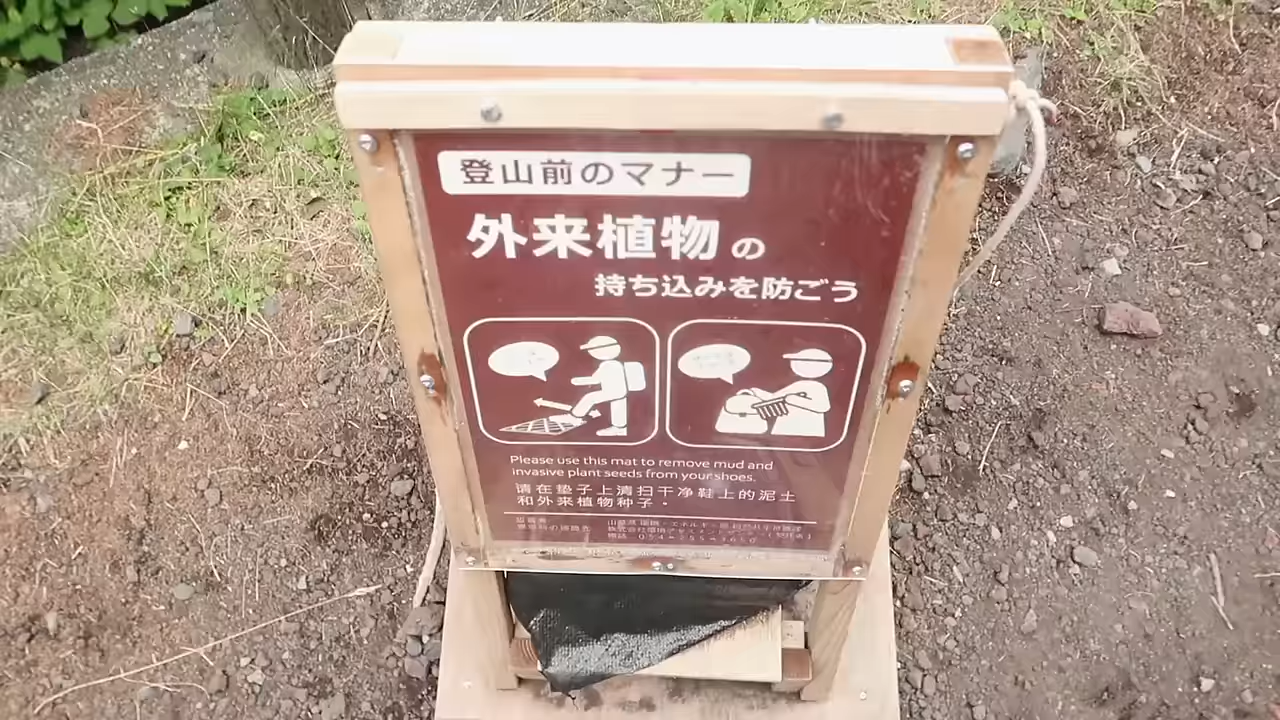 登山前のマナー
外来植物の
持ち込みを防ごう
Please use this mat to remove mud and
invasive plant seeds from your shoes.
请在垫子上清扫干净鞋上的泥土
和外来植物种子。